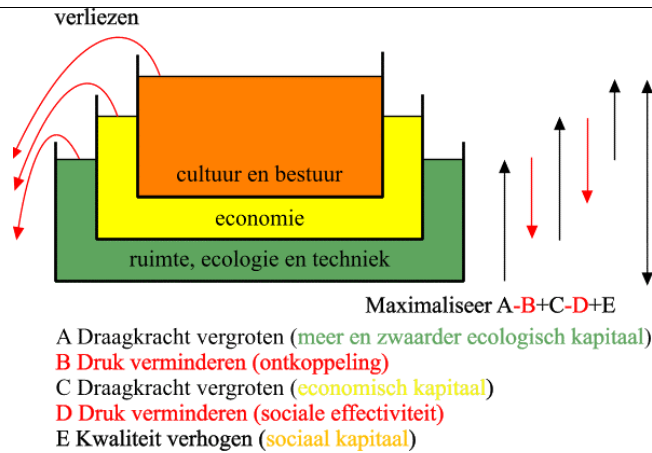 verliezen
cultuur en bestuur
economie
ruimte, ecologie en techniek
Maximaliseer A-B+C-D+E
A Draagkracht vergroten (meer en zwaarder ecologisch kapitaal)
B Druk verminderen (ontkoppeling)
C Draagkracht vergroten (economisch kapitaal)
D Druk verminderen (sociale effectiviteit)
E Kwaliteit verhogen (sociaal kapitaal)